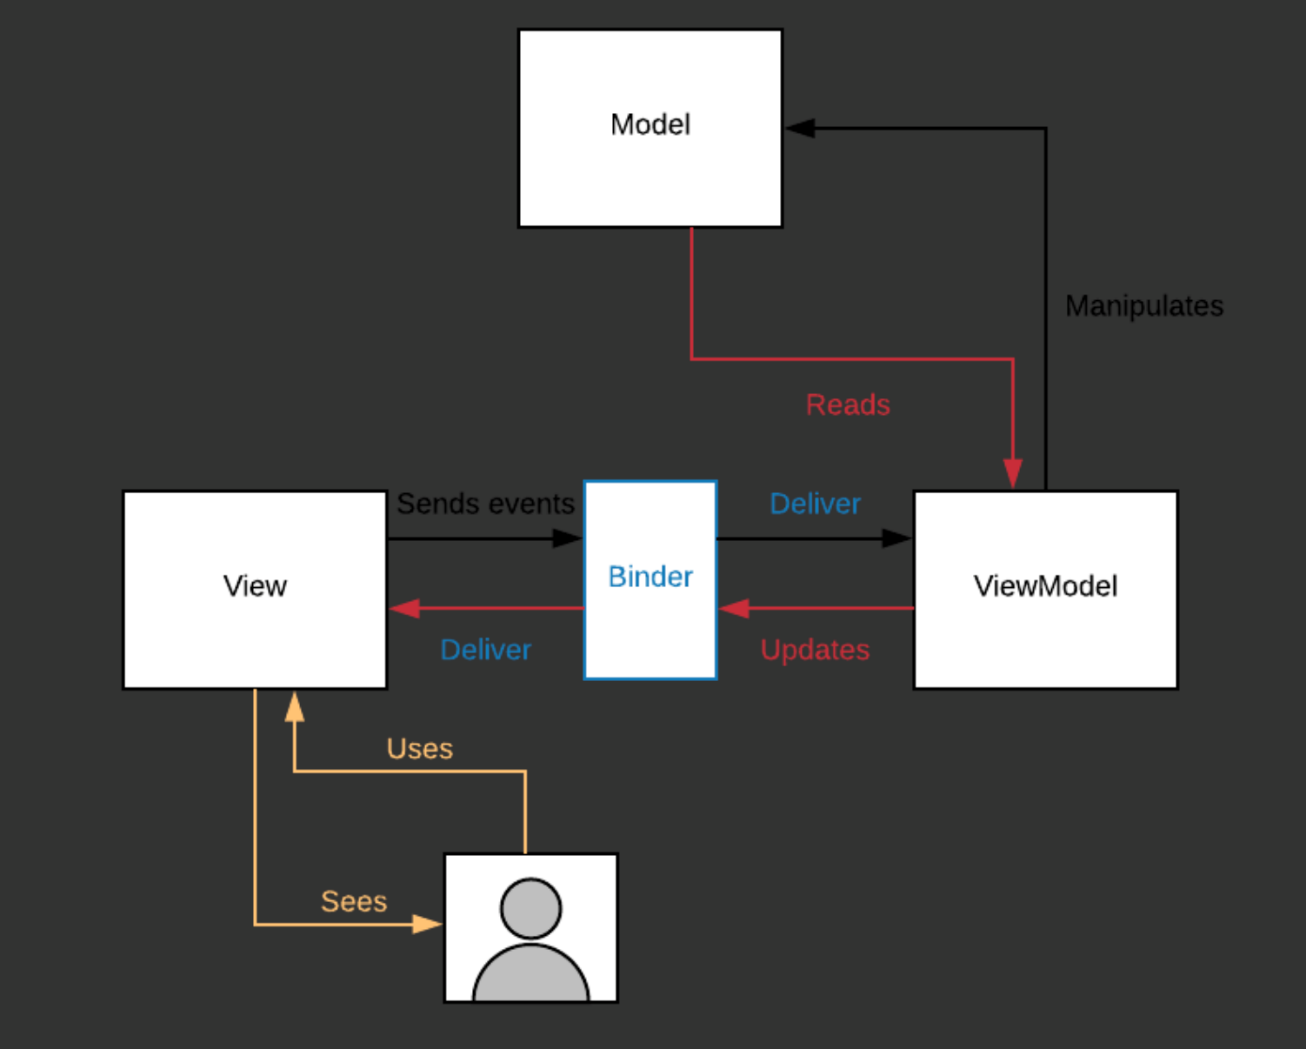 Model
Manipulates
Reads
Sends events
Deliver
View
Binder
ViewModel
Deliver
Updates
Uses
Sees